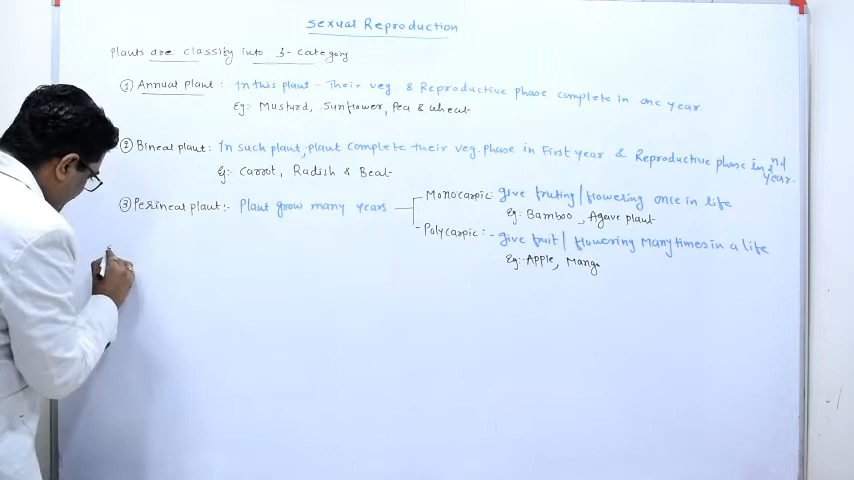 Sexual Reproduction
Plants are classify into 3- Category
① Annual Plant : In this plant - Their veg. & Reproductive phase complete in one year
Eg: Mustard, Sunflower, Pea & Wheat
② Bineal plant : In such plant, plant complete their veg. phase in First year & Reproductive phase in 2nd year.
Eg: Carrot, Radish & Beat
③ Perineal plant :- Plant grow many years
Monocarpic: give fruting / flowering once in life
Eg: Bamboo, Agave plant
Polycarpic :- give fruit / flowering Many times in a life
Eg:- Apple, Mango